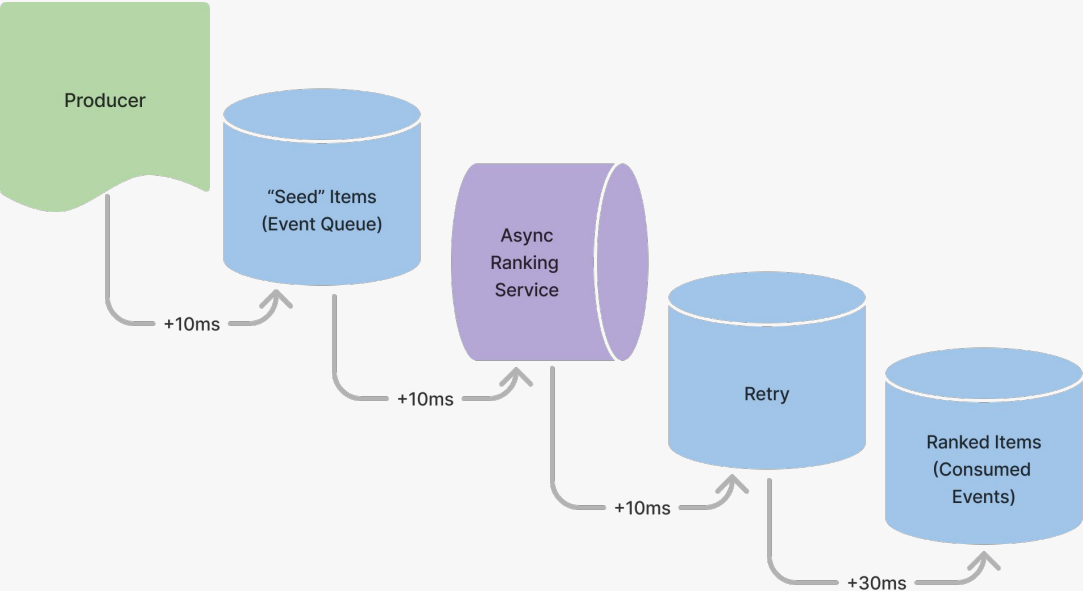 Producer
“Seed” Items
(Event Queue)
Async
Ranking
Service
Retry
Ranked Items
(Consumed
Events)
+10ms
+10ms
+10ms
+30ms